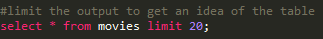 #limit the output to get an idea of the table
select * from movies limit 20;